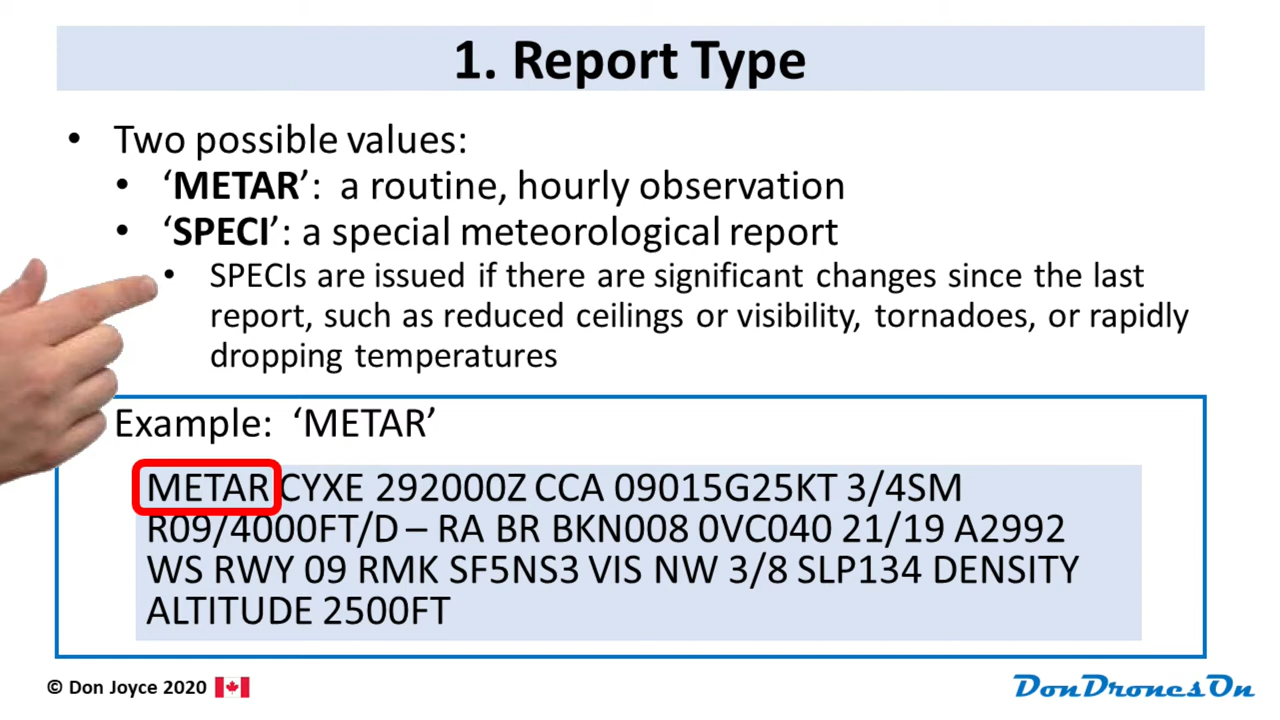 1. Report Type
• Two possible values:
• ‘METAR’: a routine, hourly observation
• ‘SPECI’: a special meteorological report
• SPECIs are issued if there are significant changes since the last
report, such as reduced ceilings or visibility, tornadoes, or rapidly
dropping temperatures
Example: ‘METAR’
METAR CYXE 292000Z CCA 09015G25KT 3/4SM
R09/4000FT/D – RA BR BKN008 0VC040 21/19 A2992
WS RWY 09 RMK SF5NS3 VIS NW 3/8 SLP134 DENSITY
ALTITUDE 2500FT
© Don Joyce 2020
DonDronesOn